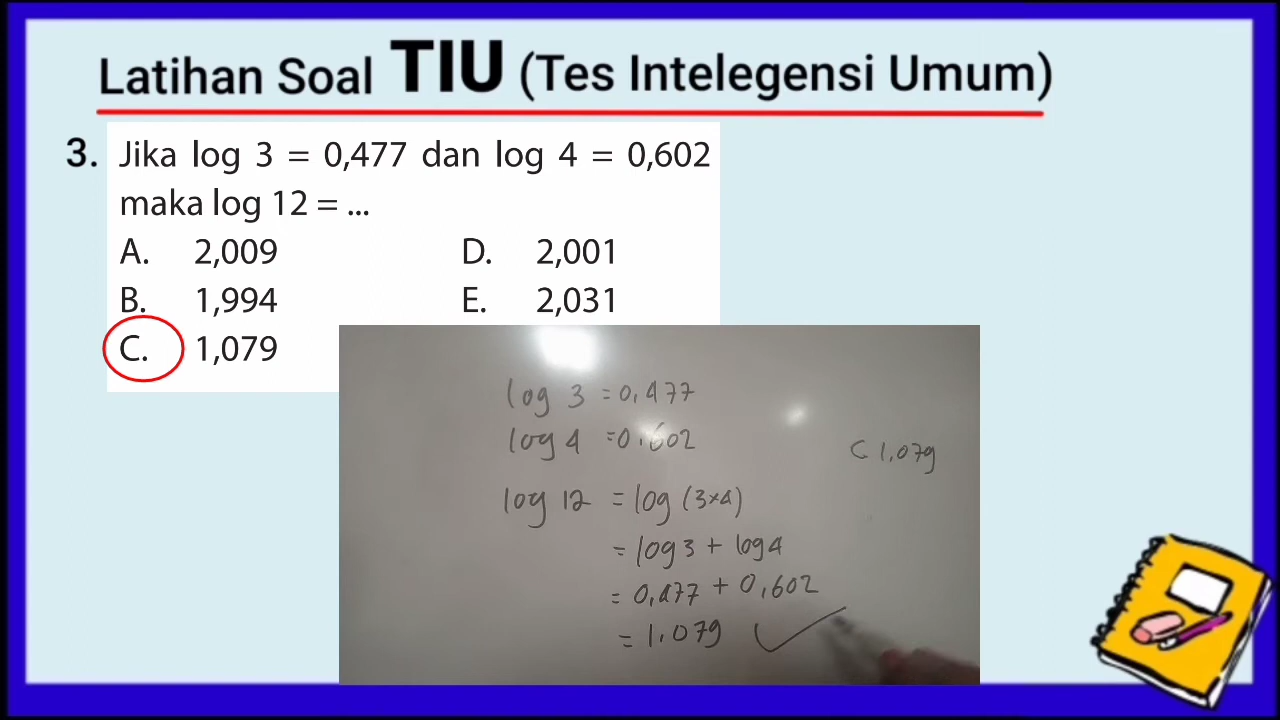 Latihan Soal TIU (Tes Intelegensi Umum)
3. Jika log 3 = 0,477 dan log 4 = 0,602
maka log 12 = ...
A. 2,009 D. 2,001
B. 1,994 E. 2,031
C. 1,079
log 3 = 0,477
log 4 = 0,602
C 1,079
log 12 = log (3×4)
= log 3 + log 4
= 0,477 + 0,602
= 1,079